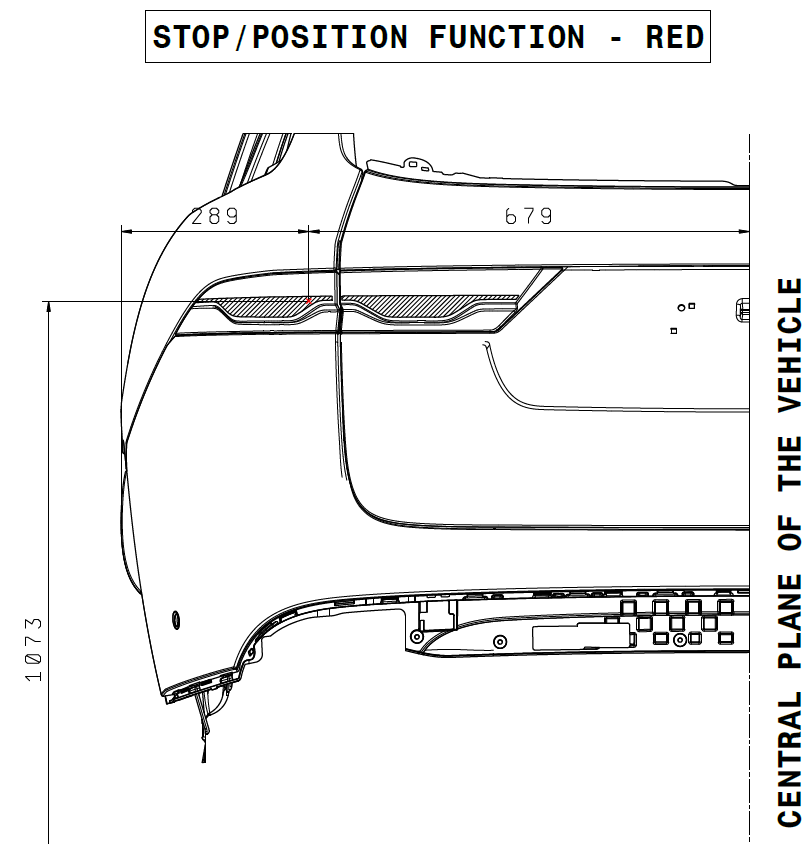 STOP/POSITION FUNCTION - RED
289
679
1073
CENTRAL PLANE OF THE VEHICLE